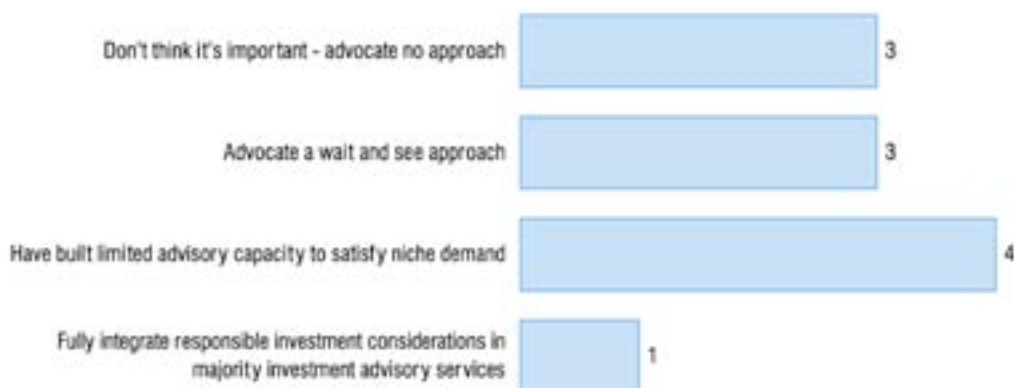 Don't think it's important - advocate no approach
3
Advocate a wait and see approach
3
Have built limited advisory capacity to satisfy niche demand
4
Fully integrate responsible investment considerations in
majority investment advisory services
1